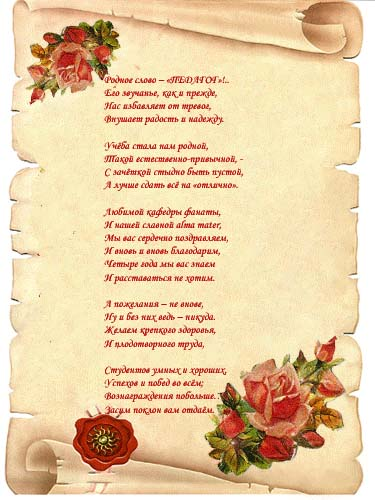 Родное слово – «ПЕДАГОГ»!..
Его звучанье, как и прежде,
Нас избавляет от тревог,
Внушает радость и надежду.
Учёба стала нам родной,
Такой естественно-привычной, -
С зачёткой стыдно быть пустой,
А лучше сдать всё на «отлично».
Любимой кафедры фанаты,
И нашей славной alma mater,
Мы вас сердечно поздравляем,
И вновь и вновь благодарим,
Четыре года мы вас знаем
И расставаться не хотим.
А пожелания – не внове,
Ну и без них ведь – никуда.
Желаем крепкого здоровья,
И плодотворного труда,
Студентов умных и хороших,
Успехов и побед во всём;
Вознаграждения побольше.
Засим поклон вам отдаём.